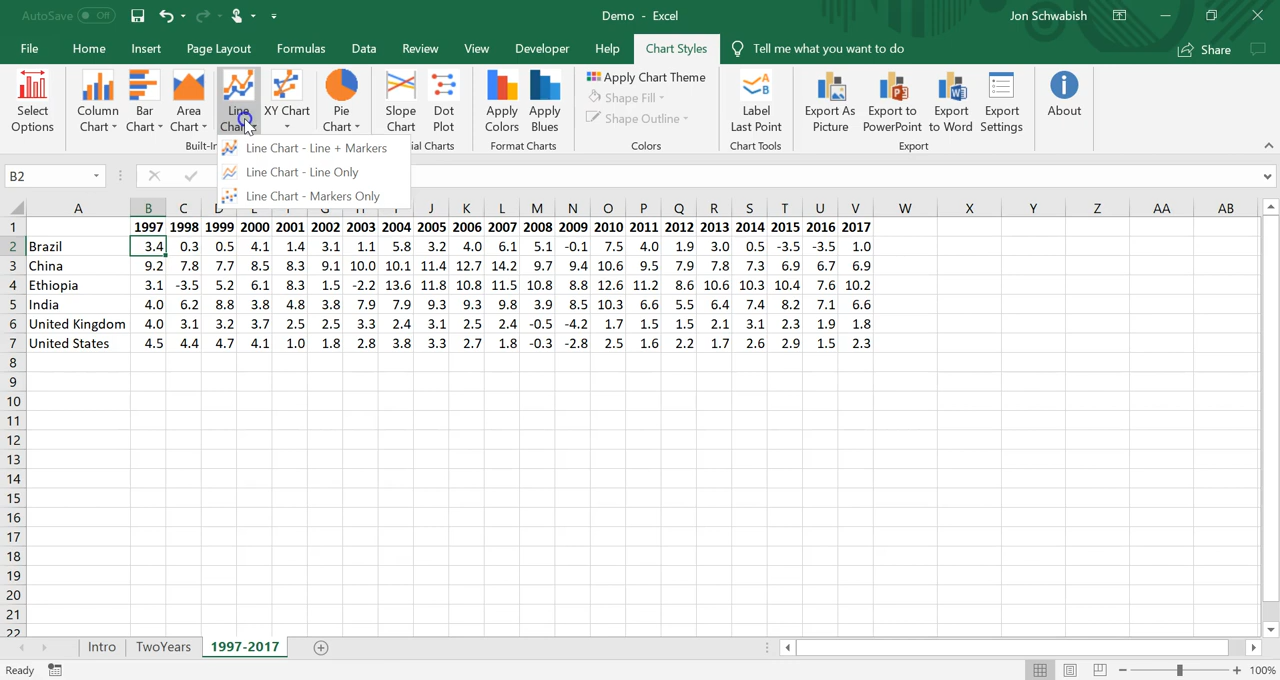 AutoSave Off
Demo - Excel
Jon Schwabish
File Home Insert Page Layout Formulas Data Review View Developer Help Chart Styles Tell me what you want to do Share
Select Options
Column Chart
Bar Chart
Area Chart
Line Chart
XY Chart
Pie Chart
Slope Chart
Dot Plot
Apply Colors
Apply Blues
Apply Chart Theme
Shape Fill
Shape Outline
Label Last Point
Export As Picture
Export to PowerPoint
Export to Word
Export Settings
About
Format Charts
Colors
Chart Tools
Export
Line Chart - Line + Markers
Line Chart - Line Only
Line Chart - Markers Only
B2
A B C J K L M N O P Q R S T U V W X Y Z AA AB
1 1997 1998 1999 2000 2001 2002 2003 2004 2005 2006 2007 2008 2009 2010 2011 2012 2013 2014 2015 2016 2017
2 Brazil 3.4 0.3 0.5 4.1 1.4 3.1 1.1 5.8 3.2 4.0 6.1 5.1 -0.1 7.5 4.0 1.9 3.0 0.5 -3.5 -3.5 1.0
3 China 9.2 7.8 7.7 8.5 8.3 9.1 10.0 10.1 11.4 12.7 14.2 9.7 9.4 10.6 9.5 7.9 7.8 7.3 6.9 6.7 6.9
4 Ethiopia 3.1 -3.5 5.2 6.1 8.3 1.5 -2.2 13.6 11.8 10.8 11.5 10.8 8.8 12.6 11.2 8.6 10.6 10.3 10.4 7.6 10.2
5 India 4.0 6.2 8.8 3.8 4.8 3.8 7.9 7.9 9.3 9.3 9.8 3.9 8.5 10.3 6.6 5.5 6.4 7.4 8.2 7.1 6.6
6 United Kingdom 4.0 3.1 3.2 3.7 2.5 2.5 3.3 2.4 3.1 2.5 2.4 -0.5 -4.2 1.7 1.5 1.5 2.1 3.1 2.3 1.9 1.8
7 United States 4.5 4.4 4.7 4.1 1.0 1.8 2.8 3.8 3.3 2.7 1.8 -0.3 -2.8 2.5 1.6 2.2 1.7 2.6 2.9 1.5 2.3
8
9
10
11
12
13
14
15
16
17
18
19
20
21
22
Intro TwoYears 1997-2017
Ready
100%